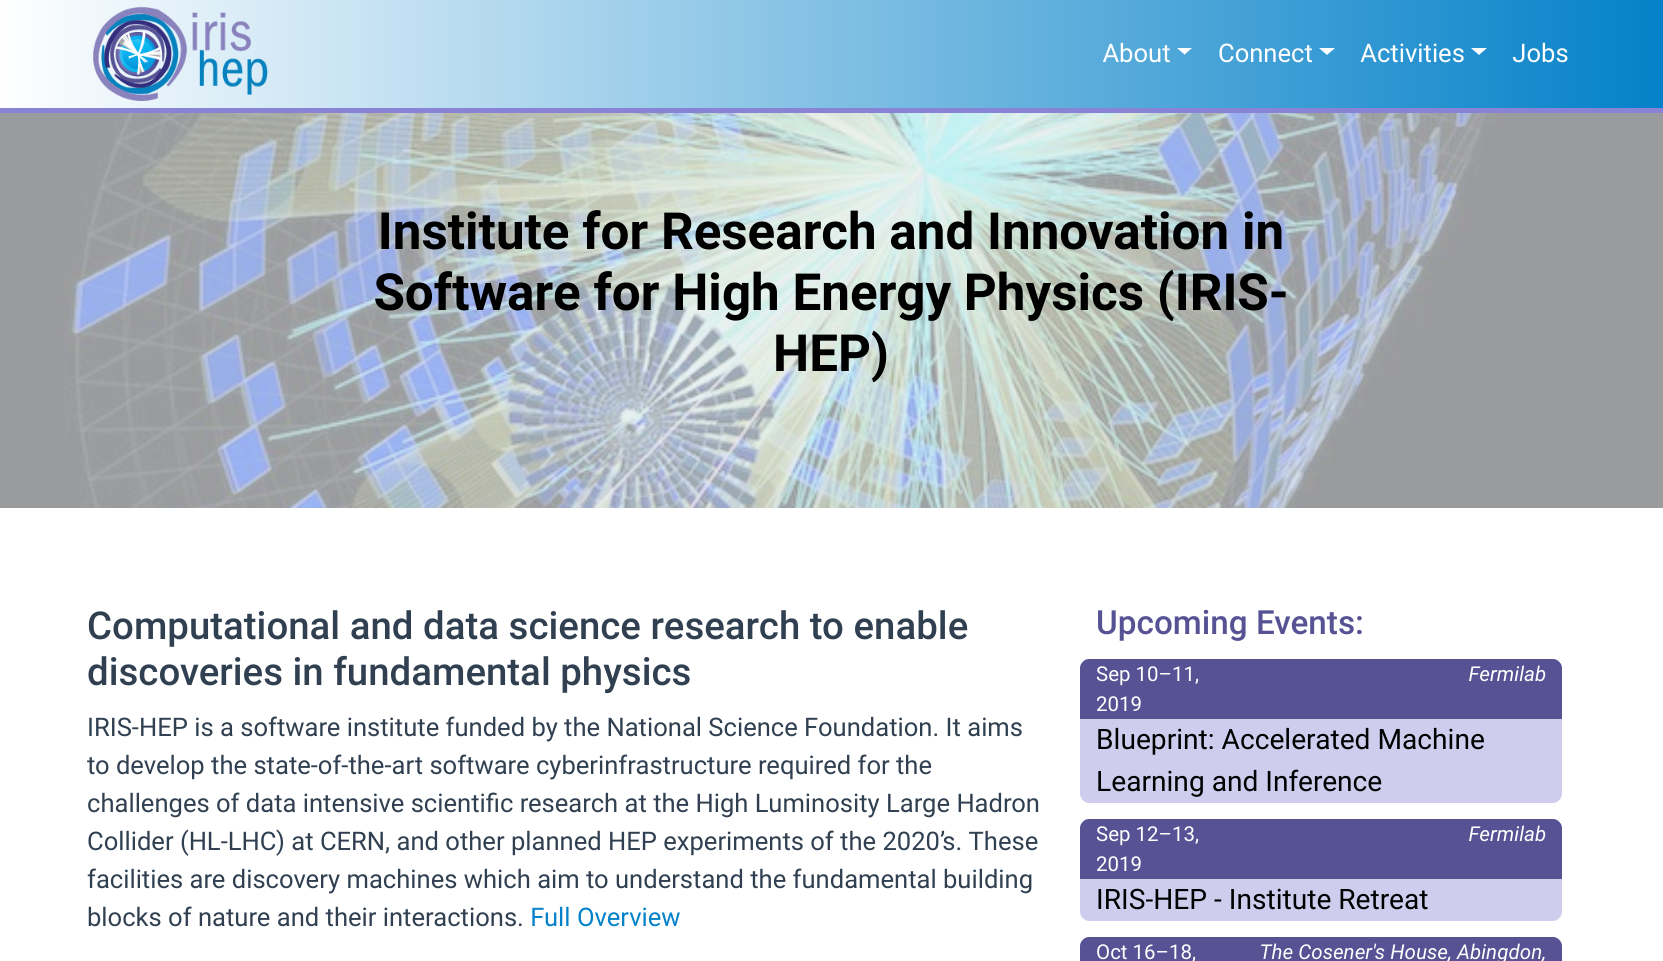 iris
hep
About
Connect
Activities
Jobs
Institute for Research and Innovation in
Software for High Energy Physics (IRIS-
HEP)
Computational and data science research to enable
discoveries in fundamental physics
IRIS-HEP is a software institute funded by the National Science Foundation. It aims
to develop the state-of-the-art software cyberinfrastructure required for the
challenges of data intensive scientific research at the High Luminosity Large Hadron
Collider (HL-LHC) at CERN, and other planned HEP experiments of the 2020’s. These
facilities are discovery machines which aim to understand the fundamental building
blocks of nature and their interactions. Full Overview
Upcoming Events:
Sep 10–11,
2019
Fermilab
Blueprint: Accelerated Machine
Learning and Inference
Sep 12–13,
2019
Fermilab
IRIS-HEP - Institute Retreat
Oct 16–18,
The Cosener's House, Abingdon,